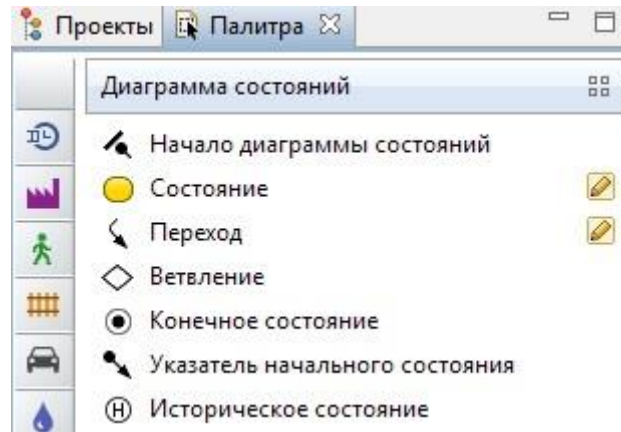 Проекты Палитра
Диаграмма состояний
Начало диаграммы состояний
Состояние
Переход
Ветвление
Конечное состояние
Указатель начального состояния
H Историческое состояние